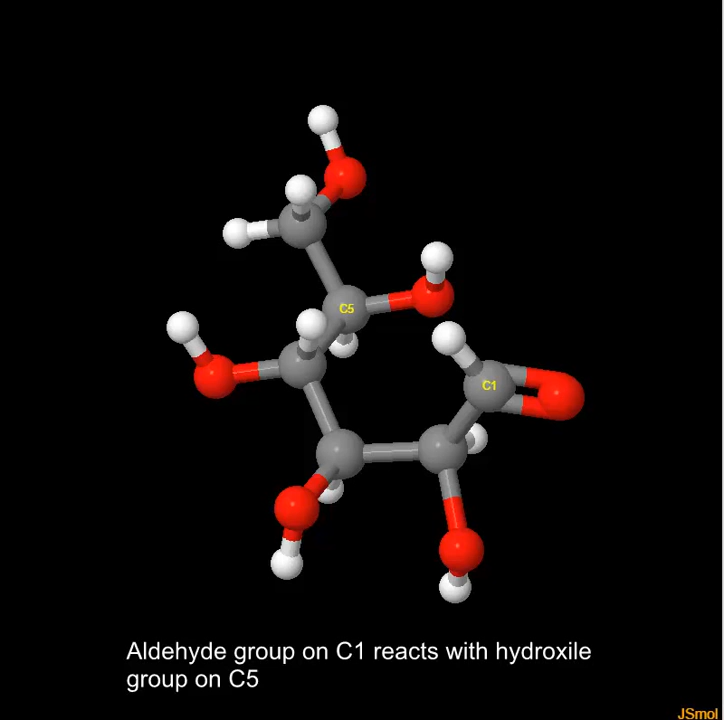 C5
C1
Aldehyde group on C1 reacts with hydroxile
group on C5
JSmol